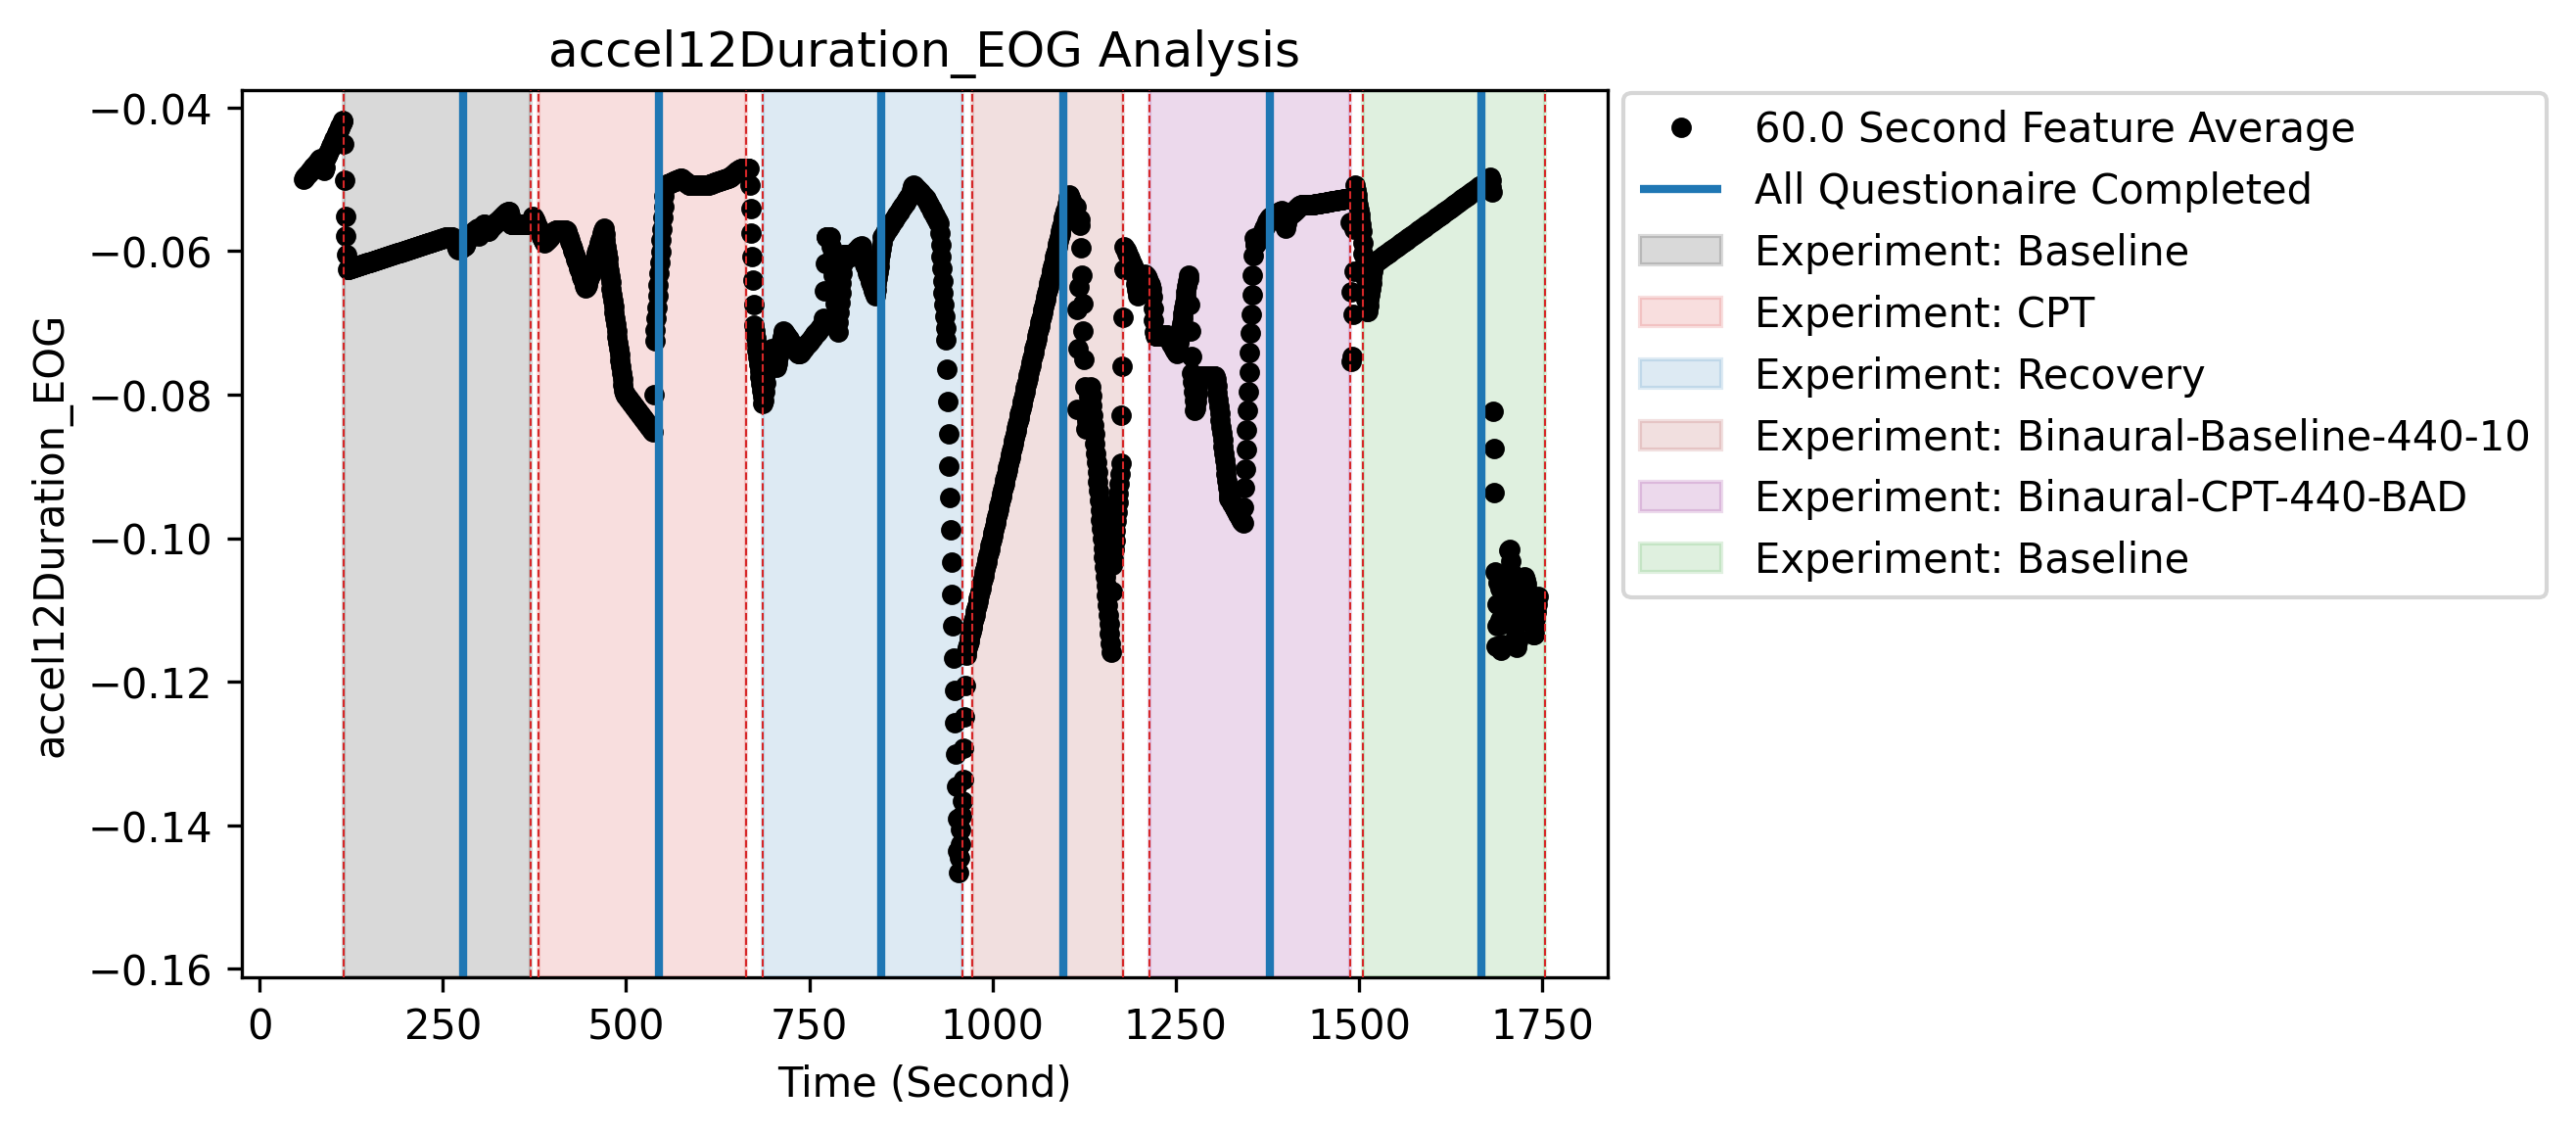 accel12Duration_EOG Analysis
accel12Duration_EOG
−0.04
−0.06
−0.08
−0.10
−0.12
−0.14
−0.16
0 250 500 750 1000 1250 1500 1750
Time (Second)
60.0 Second Feature Average
All Questionaire Completed
Experiment: Baseline
Experiment: CPT
Experiment: Recovery
Experiment: Binaural-Baseline-440-10
Experiment: Binaural-CPT-440-BAD
Experiment: Baseline